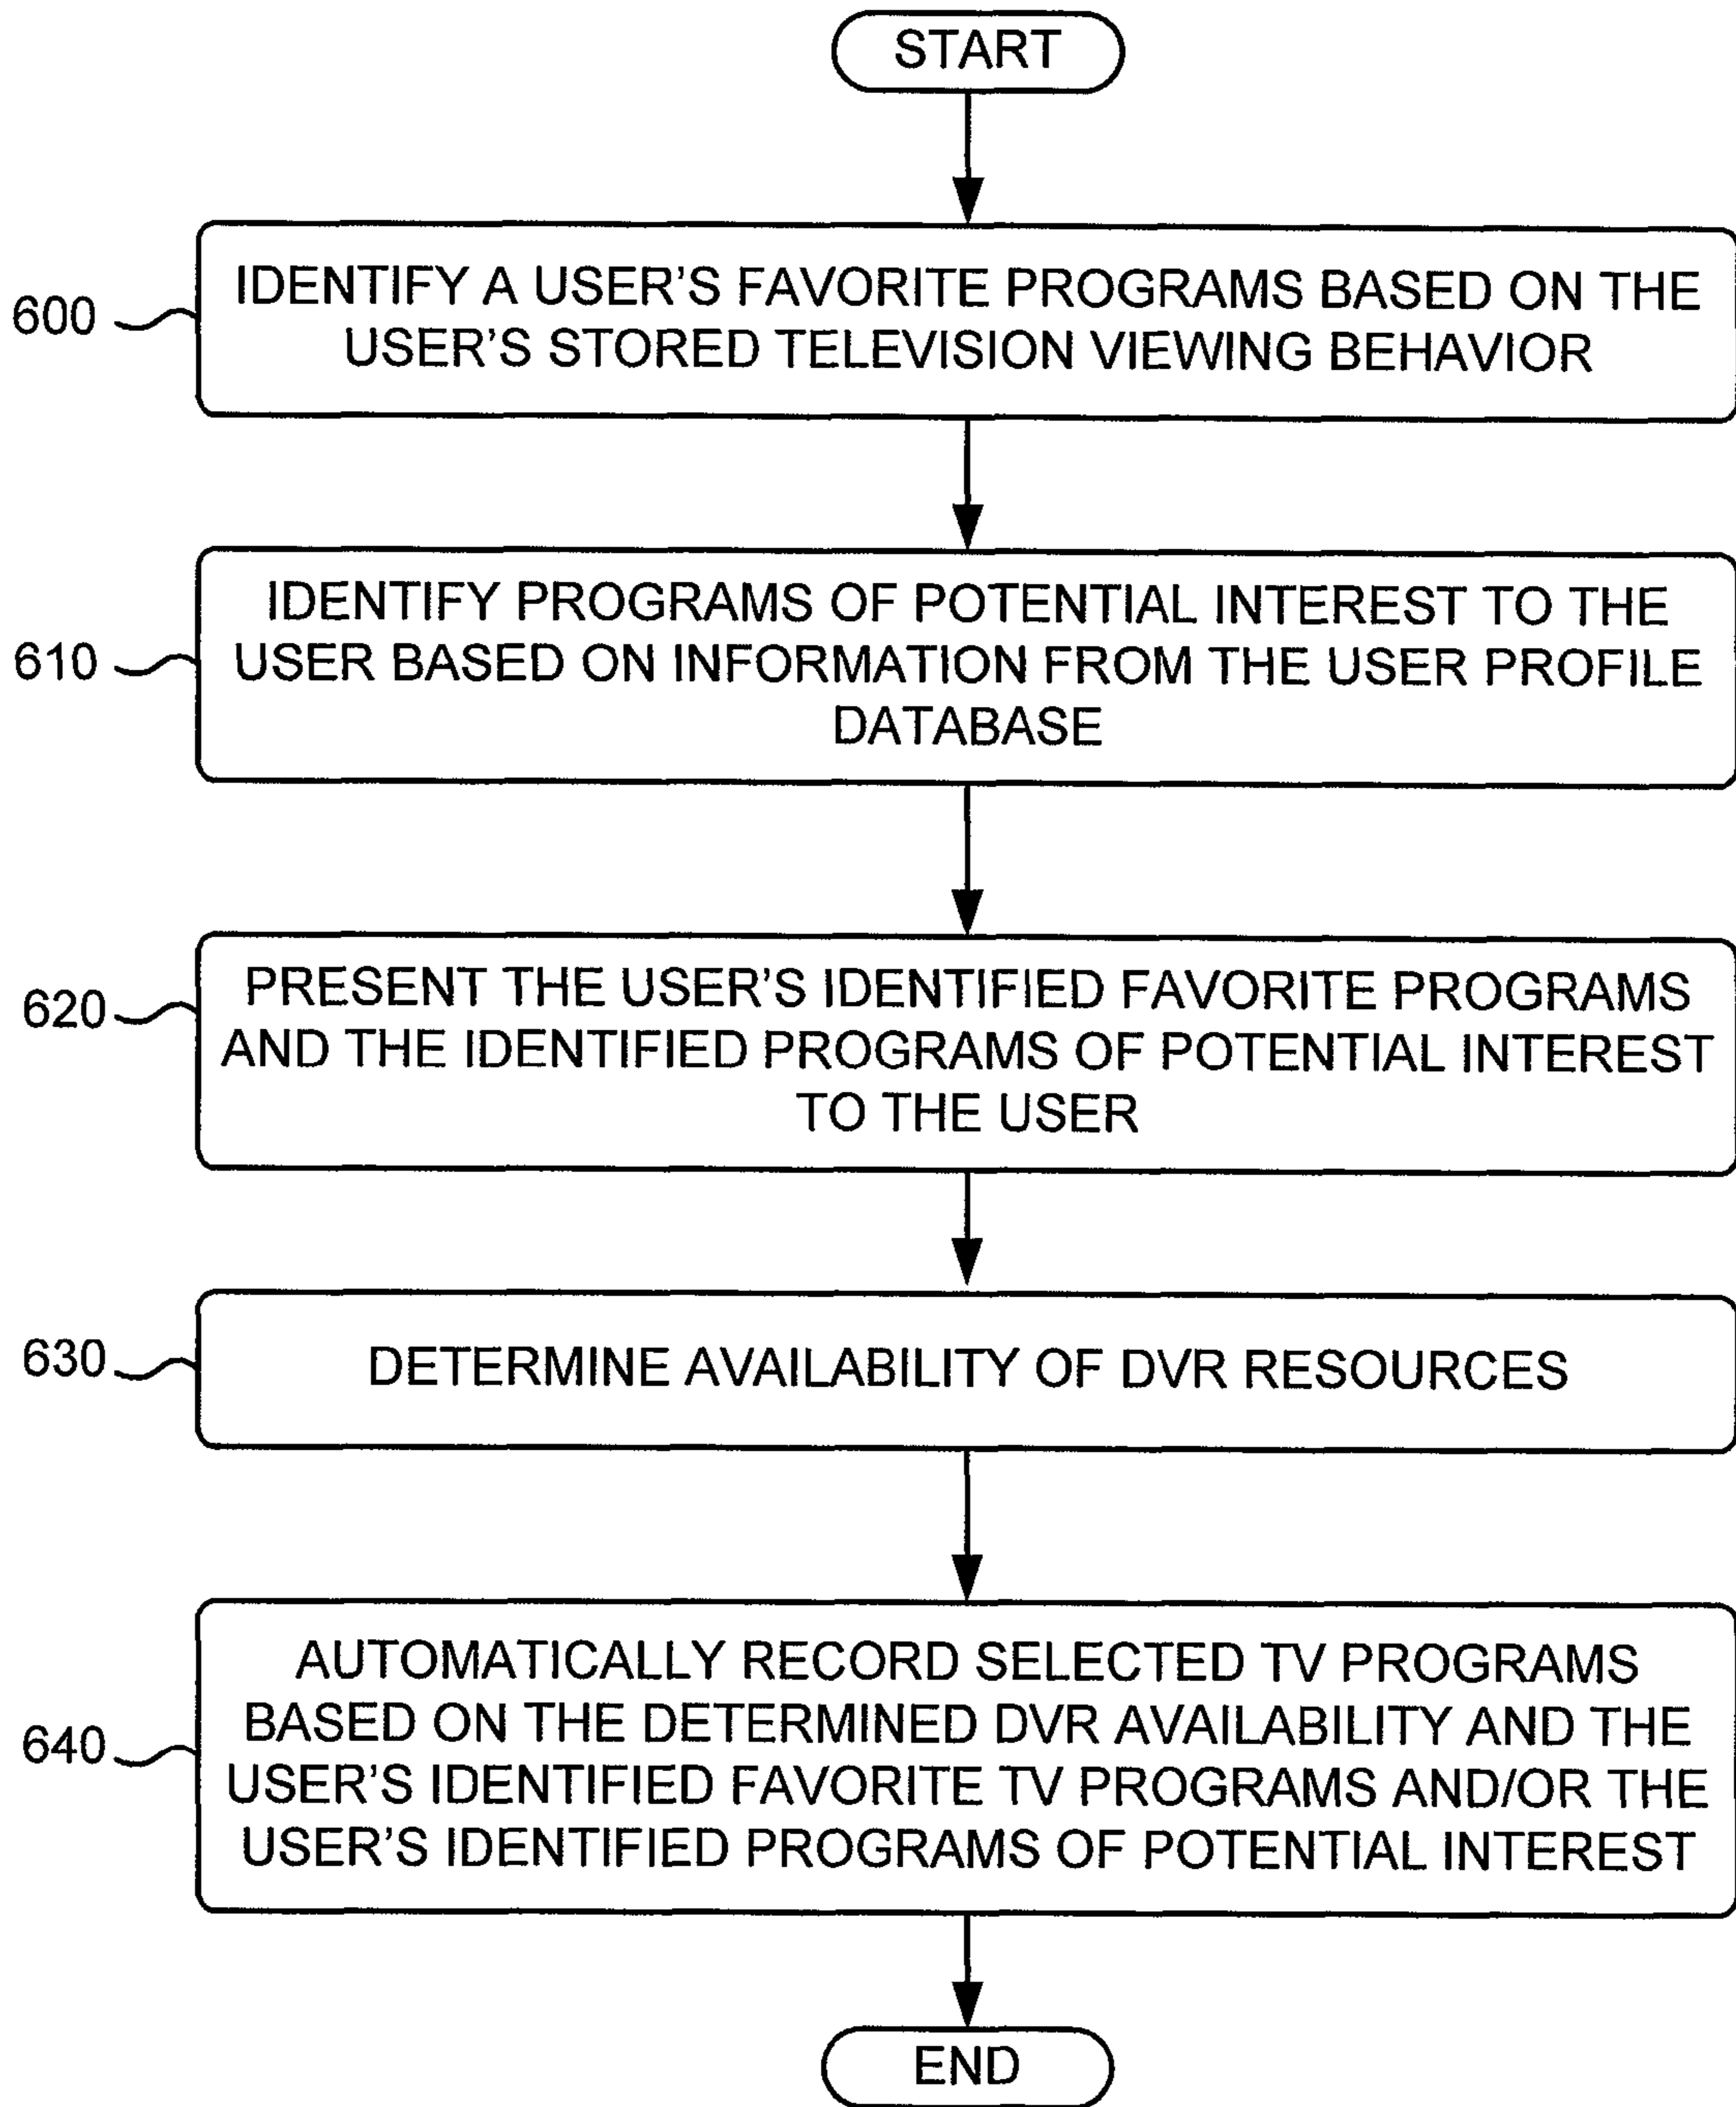 START
600
IDENTIFY A USER'S FAVORITE PROGRAMS BASED ON THE
USER'S STORED TELEVISION VIEWING BEHAVIOR
610
IDENTIFY PROGRAMS OF POTENTIAL INTEREST TO THE
USER BASED ON INFORMATION FROM THE USER PROFILE
DATABASE
620
PRESENT THE USER'S IDENTIFIED FAVORITE PROGRAMS
AND THE IDENTIFIED PROGRAMS OF POTENTIAL INTEREST
TO THE USER
630
DETERMINE AVAILABILITY OF DVR RESOURCES
640
AUTOMATICALLY RECORD SELECTED TV PROGRAMS
BASED ON THE DETERMINED DVR AVAILABILITY AND THE
USER'S IDENTIFIED FAVORITE TV PROGRAMS AND/OR THE
USER'S IDENTIFIED PROGRAMS OF POTENTIAL INTEREST
END